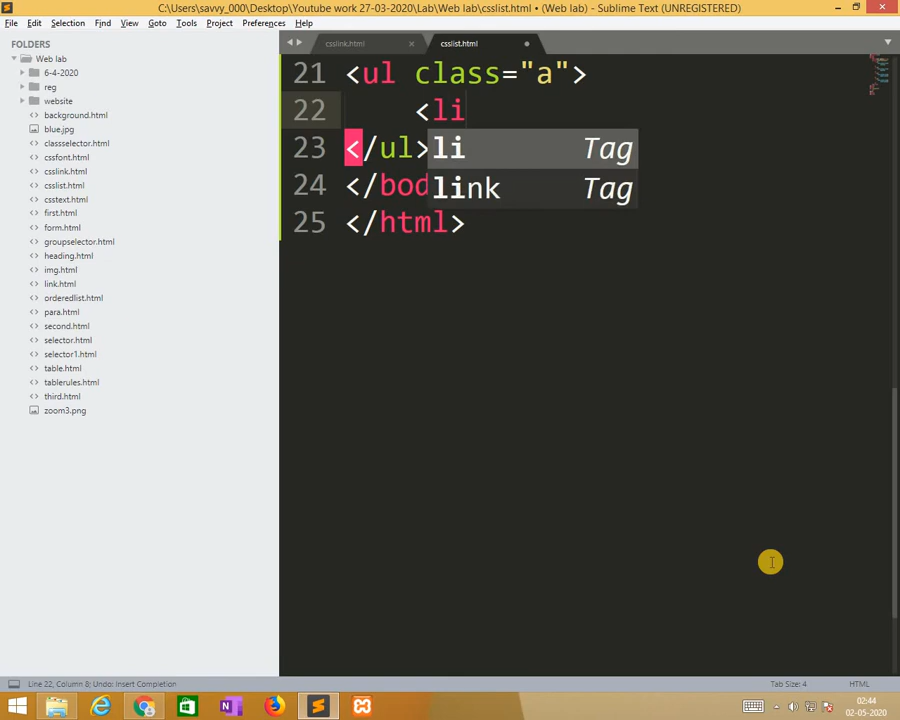 C:\Users\savvy_000\Desktop\Youtube work 27-03-2020\Lab\Web lab\csslist.html • (Web lab) - Sublime Text (UNREGISTERED)
File Edit Selection Find View Goto Tools Project Preferences Help
FOLDERS
Web lab
6-4-2020
reg
website
background.html
blue.jpg
classselector.html
cssfont.html
csslink.html
csslist.html
csstext.html
first.html
form.html
groupselector.html
heading.html
img.html
link.html
orderedlist.html
para.html
second.html
selector.html
selector1.html
table.html
tablerules.html
third.html
zoom3.png
csslink.html csslist.html
21 <ul class="a">
22 <li
23 </ul>
24 </bod
25 </html>
li Tag
link Tag
Line 22, Column 8; Undo: Insert Completion
Tab Size: 4 HTML
02:44
02-05-2020